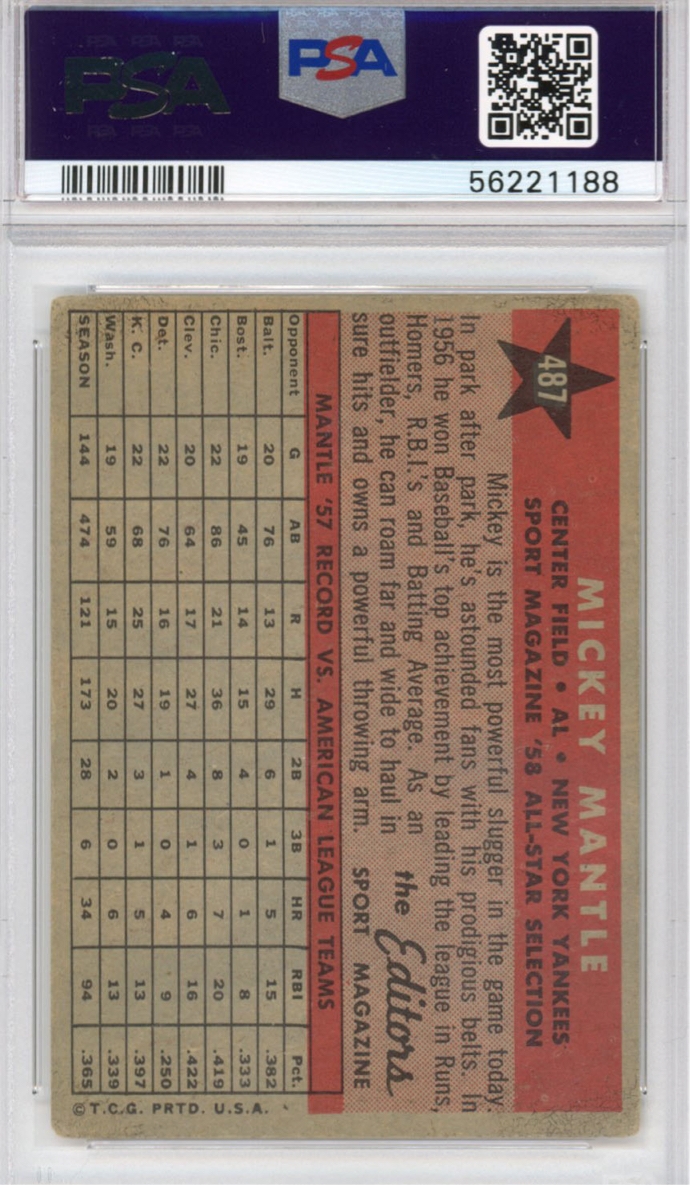 PSA
PSA PSA PSA
PSA
PSA PSA PSA
56221188
487
MICKEY MANTLE
CENTER FIELD • AL • NEW YORK YANKEES
SPORT MAGAZINE '58 ALL-STAR SELECTION
Mickey is the most powerful slugger in the game today.
In park after park, he's astounded fans with his prodigious belts. In
1956 he won Baseball's top achievement by leading the league in Runs,
Homers, R.B.I.'s and Batting Average. As an
outfielder, he can roam far and wide to haul in
sure hits and owns a powerful throwing arm.
the Editors
SPORT MAGAZINE
MANTLE '57 RECORD VS. AMERICAN LEAGUE TEAMS
Opponent G AB R H 2B 3B HR RBI Pct.
Balt. 20 76 13 29 6 1 5 15 .382
Bost. 19 45 14 15 4 0 1 8 .333
Chic. 22 86 21 36 8 3 7 20 .419
Clev. 20 64 17 27 4 1 6 16 .422
Det. 22 76 16 19 1 0 4 9 .250
K. C. 22 68 25 27 3 1 5 13 .397
Wash. 19 59 15 20 2 0 6 13 .339
SEASON 144 474 121 173 28 6 34 94 .365
©T.C.G. PRTD. U.S.A.